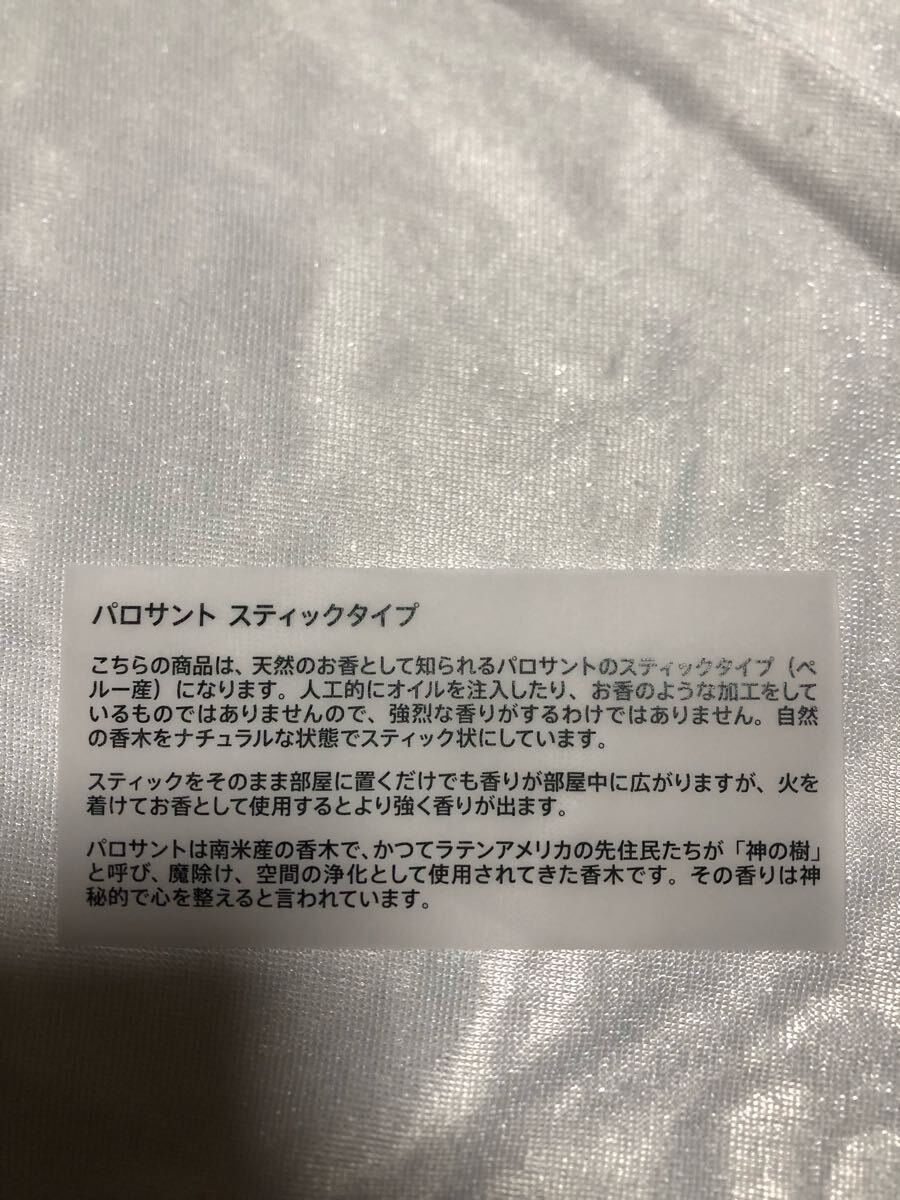 パロサント スティックタイプ
こちらの商品は、天然のお香として知られるパロサントのスティックタイプ（ペ
ルー産）になります。人工的にオイルを注入したり、お香のような加工をして
いるものではありませんので、強烈な香りがするわけではありません。自然
の香木をナチュラルな状態でスティック状にしています。
スティックをそのまま部屋に置くだけでも香りが部屋中に広がりますが、火を
着けてお香として使用するとより強く香りが出ます。
パロサントは南米産の香木で、かつてラテンアメリカの先住民たちが「神の樹」
と呼び、魔除け、空間の浄化として使用されてきた香木です。その香りは神
秘的で心を整えると言われています。